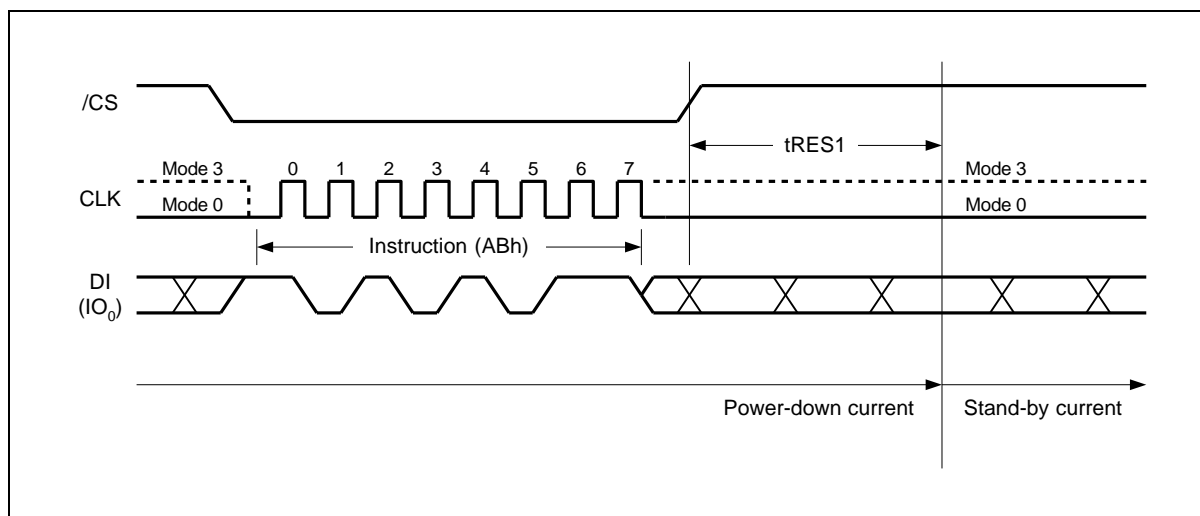 /CS
tRES1
Mode 3 0 1 2 3 4 5 6 7 Mode 3
CLK
Mode 0 Mode 0
Instruction (ABh)
DI
(IO0)
Power-down current Stand-by current